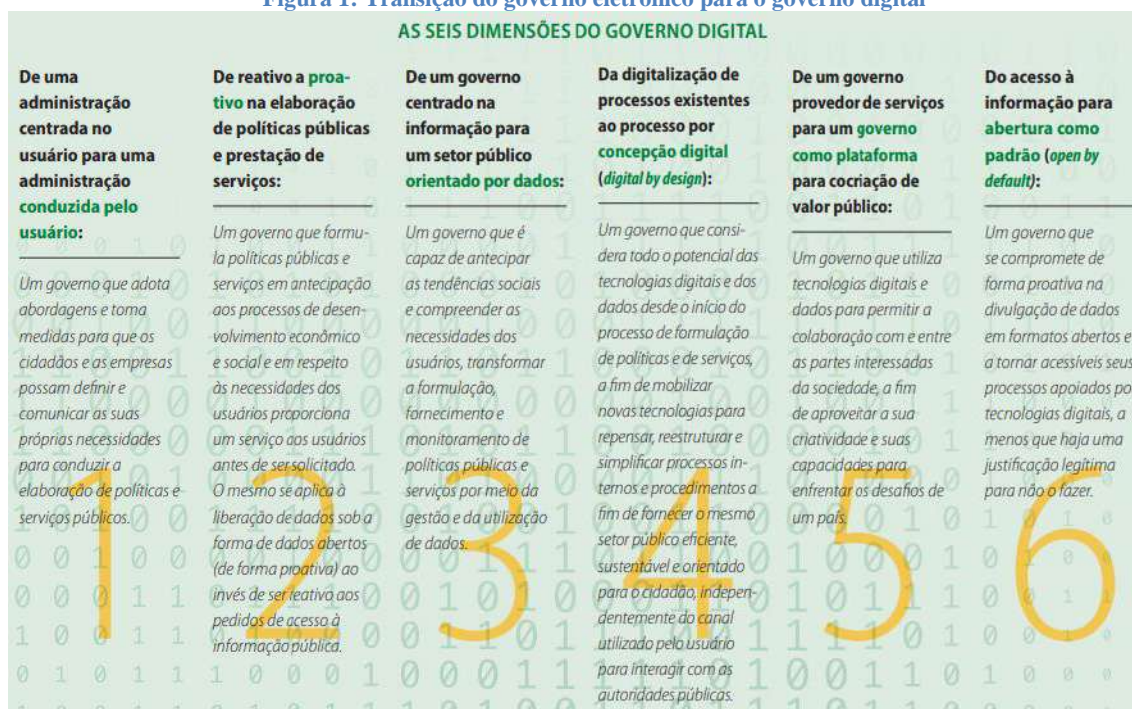 Figura 1: Transição do governo eletrônico para o governo digital
AS SEIS DIMENSÕES DO GOVERNO DIGITAL
De uma
administração
centrada no
usuário para uma
administração
conduzida pelo
usuário:
Um governo que adota
abordagens e toma
medidas para que os
cidadãos e as empresas
possam definir e
comunicar as suas
próprias necessidades
para conduzir a
elaboração de políticas e
serviços públicos.
1
De reativo a proa-
tivo na elaboração
de políticas públicas
e prestação de
serviços:
Um governo que formu-
la políticas públicas e
serviços em antecipação
aos processos de desen-
volvimento econômico
e social e em respeito
às necessidades dos
usuários proporciona
um serviço aos usuários
antes de ser solicitado.
O mesmo se aplica à
liberação de dados sob a
forma de dados abertos
(de forma proativa) ao
invés de ser reativo aos
pedidos de acesso à
informação pública.
2
De um governo
centrado na
informação para
um setor público
orientado por dados:
Um governo que é
capaz de antecipar
as tendências sociais
e compreender as
necessidades dos
usuários, transformar
a formulação,
fornecimento e
monitoramento de
políticas públicas e
serviços por meio da
gestão e da utilização
de dados.
3
Da digitalização de
processos existentes
ao processo por
concepção digital
(digital by design):
Um governo que consi-
dera todo o potencial das
tecnologias digitais e dos
dados desde o início do
processo de formulação
de políticas e de serviços,
a fim de mobilizar
novas tecnologias para
repensar, reestruturar e
simplificar processos in-
ternos e procedimentos a
fim de fornecer o mesmo
setor público eficiente,
sustentável e orientado
para o cidadão, indepen-
dentemente do canal
utilizado pelo usuário
para interagir com as
autoridades públicas.
4
De um governo
provedor de serviços
para um governo
como plataforma
para cocriação de
valor público:
Um governo que utiliza
tecnologias digitais e
dados para permitir a
colaboração com e entre
as partes interessadas
da sociedade, a fim
de aproveitar a sua
criatividade e suas
capacidades para
enfrentar os desafios de
um país.
5
Do acesso à
informação para
abertura como
padrão (open by
default):
Um governo que
se compromete de
forma proativa na
divulgação de dados
em formatos abertos e
a tornar acessíveis seus
processos apoiados po
tecnologias digitais, a
menos que haja uma
justificação legítima
para não o fazer.
6